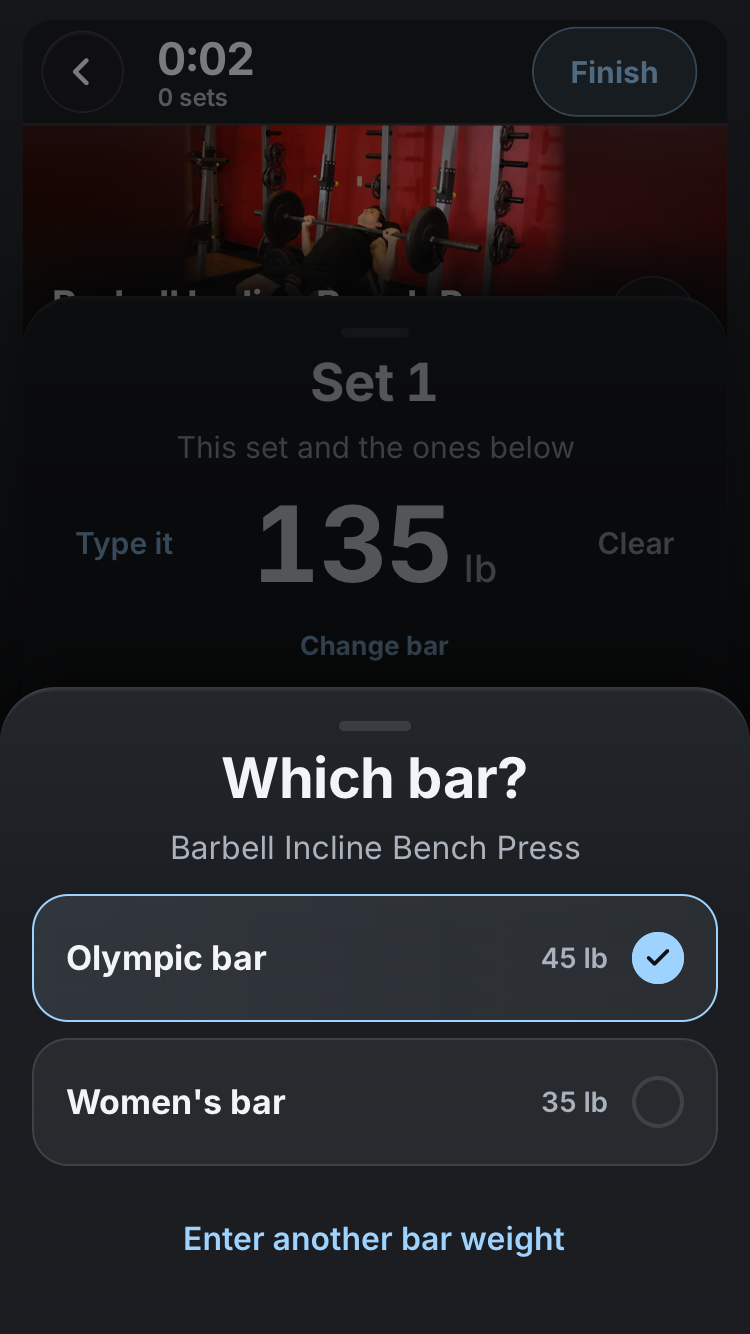 0:02
0 sets
Finish
Set 1
This set and the ones below
Type it
135 lb
Clear
Change bar
Which bar?
Barbell Incline Bench Press
Olympic bar
45 lb
Women's bar
35 lb
Enter another bar weight